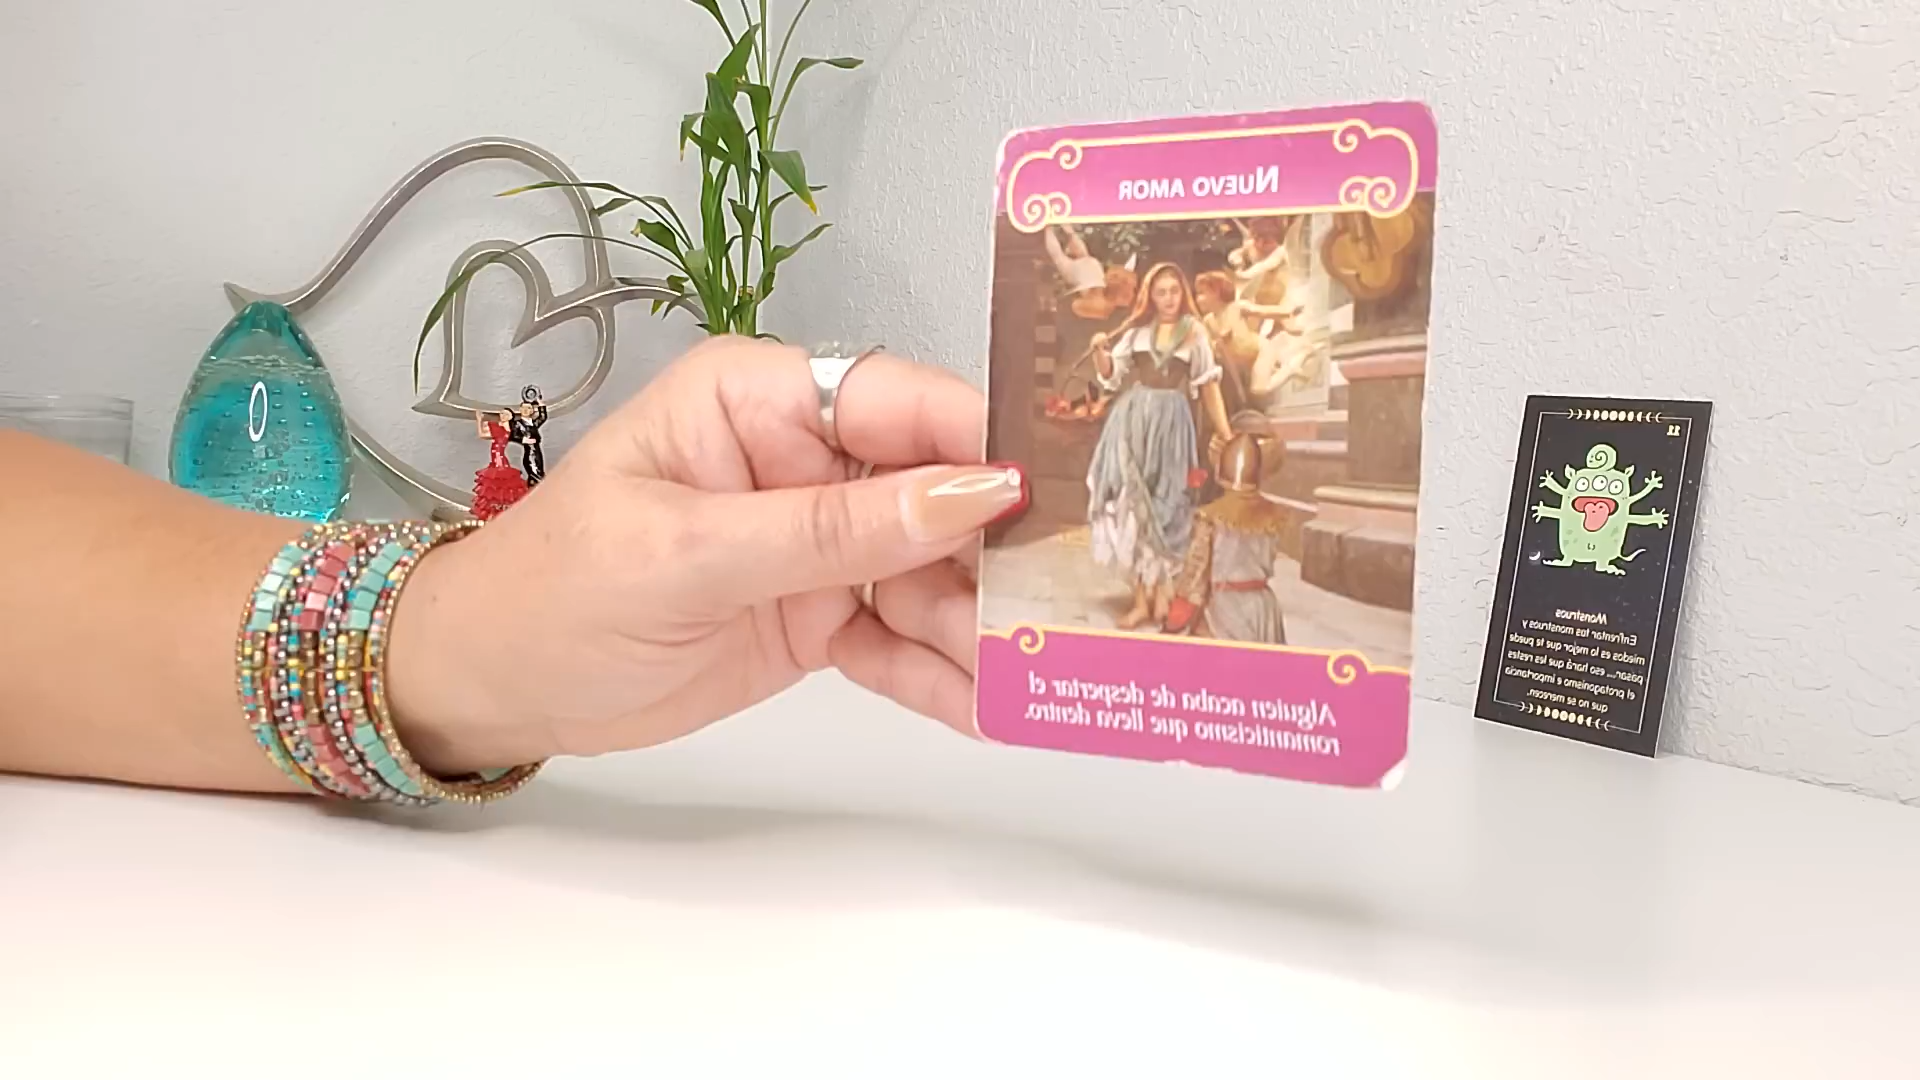 NUEVO AMOR
Alguien acaba de despertar el
romanticismo que lleva dentro.
22
Monstruos
Enfrentar tus monstruos y
miedos es lo mejor que te puede
pasar.... eso hará que les restes
el protagonismo e importancia
que no se merecen.